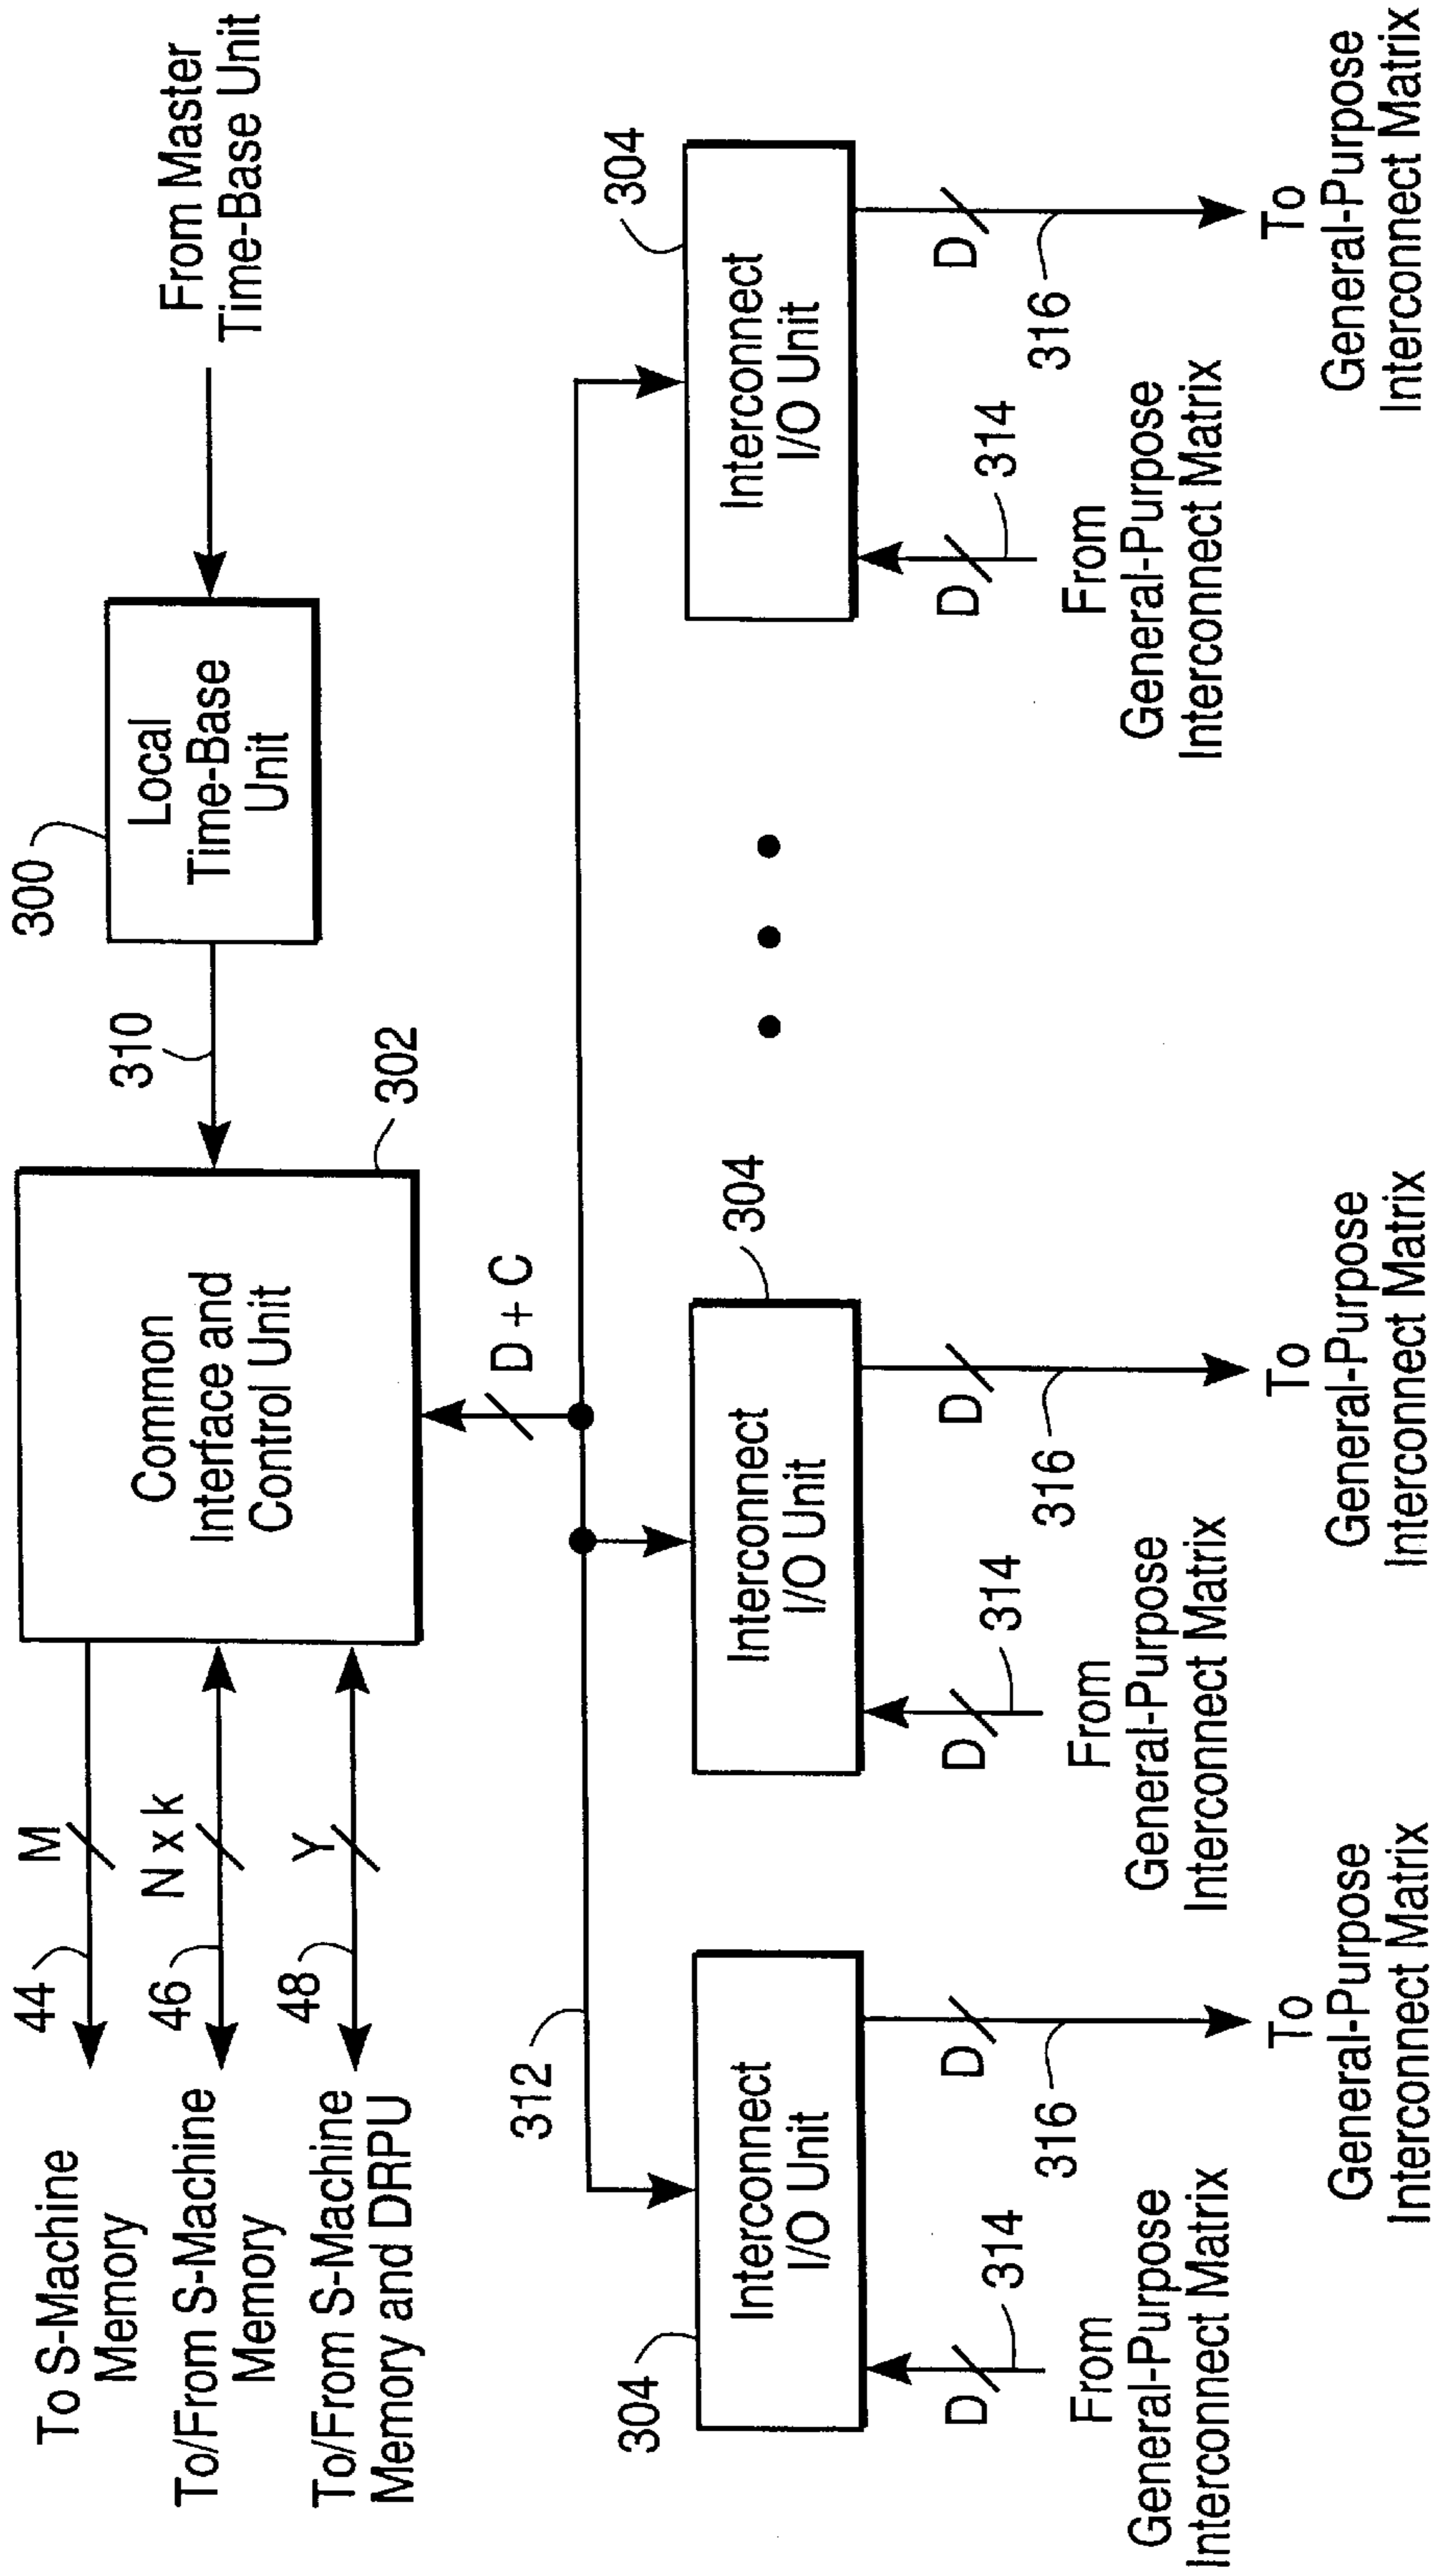 From Master
Time-Base Unit
300
Local
Time-Base
Unit
310
302
Common
Interface and
Control Unit
M
44
To S-Machine
Memory
N x k
46
To/From S-Machine
Memory
Y
48
To/From S-Machine
Memory and DRPU
D + C
312
304
Interconnect
I/O Unit
D
314
From
General-Purpose
Interconnect Matrix
D
316
To
General-Purpose
Interconnect Matrix
304
Interconnect
I/O Unit
D
314
From
General-Purpose
Interconnect Matrix
D
316
To
General-Purpose
Interconnect Matrix
304
Interconnect
I/O Unit
D
314
From
General-Purpose
Interconnect Matrix
D
316
To
General-Purpose
Interconnect Matrix